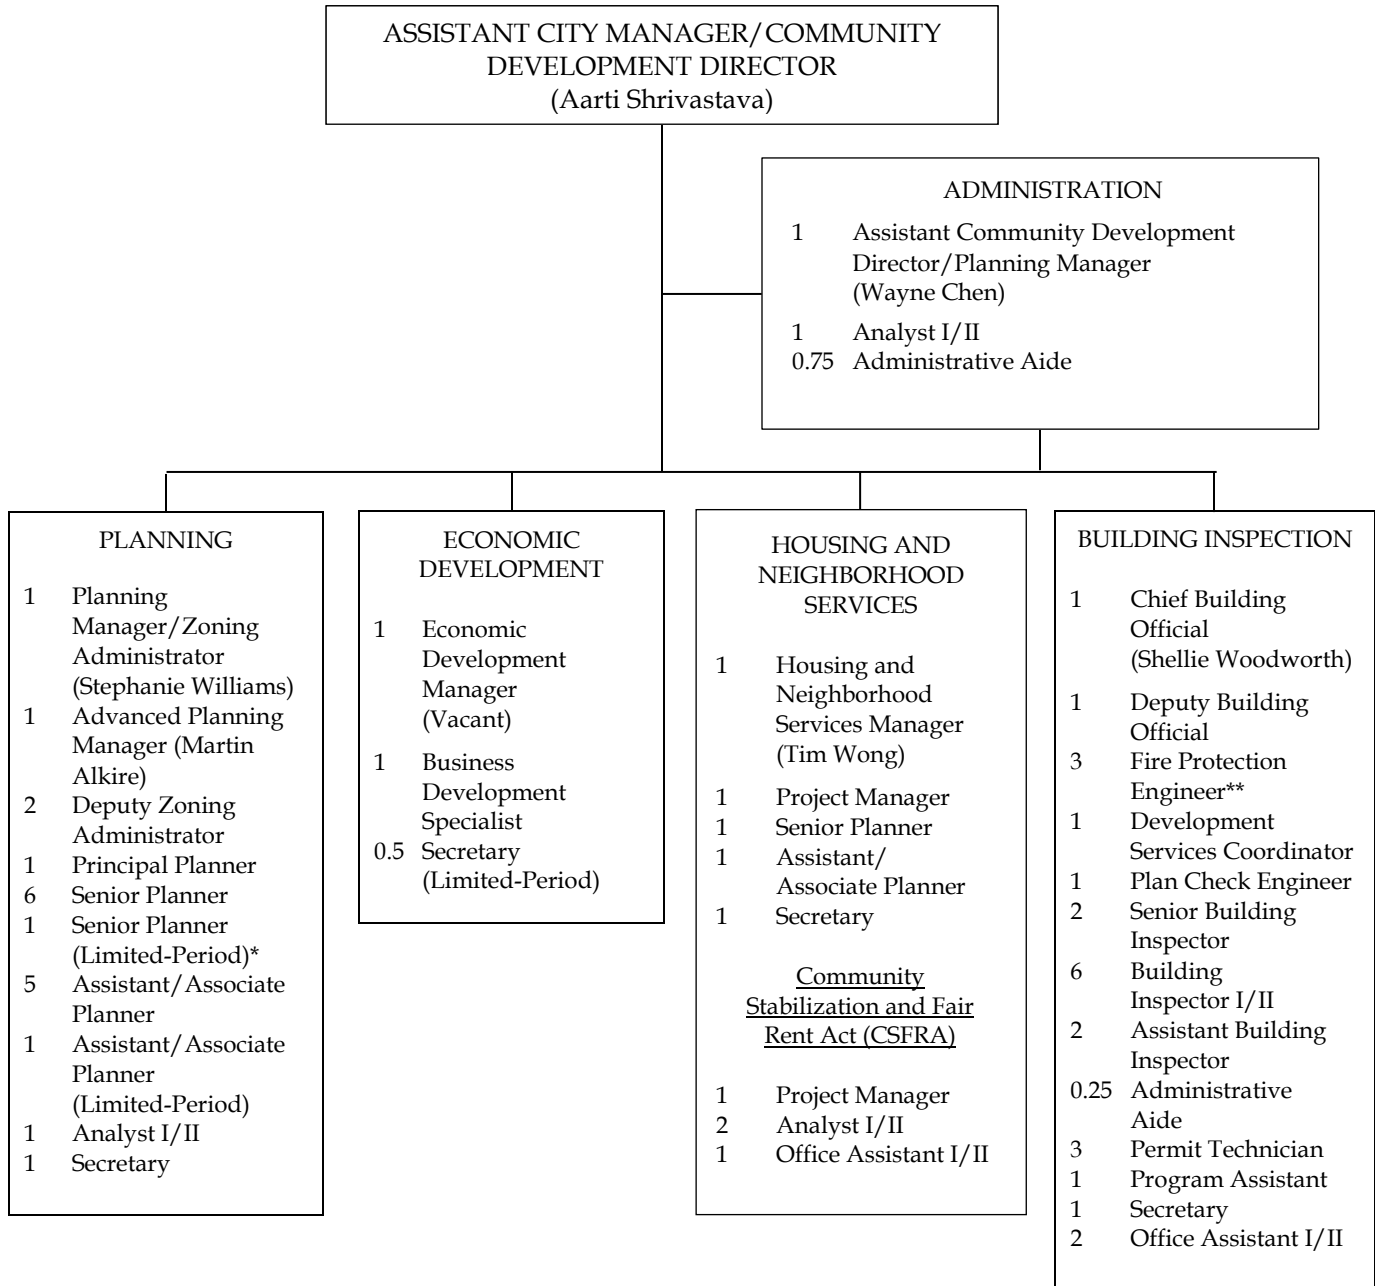 ASSISTANT CITY MANAGER/COMMUNITY
DEVELOPMENT DIRECTOR
(Aarti Shrivastava)
ADMINISTRATION
1 Assistant Community Development
Director/Planning Manager
(Wayne Chen)
1 Analyst I/II
0.75 Administrative Aide
PLANNING
1 Planning
Manager/Zoning
Administrator
(Stephanie Williams)
1 Advanced Planning
Manager (Martin
Alkire)
2 Deputy Zoning
Administrator
1 Principal Planner
6 Senior Planner
1 Senior Planner
(Limited-Period)*
5 Assistant/Associate
Planner
1 Assistant/Associate
Planner
(Limited-Period)
1 Analyst I/II
1 Secretary
ECONOMIC
DEVELOPMENT
1 Economic
Development
Manager
(Vacant)
1 Business
Development
Specialist
0.5 Secretary
(Limited-Period)
HOUSING AND
NEIGHBORHOOD
SERVICES
1 Housing and
Neighborhood
Services Manager
(Tim Wong)
1 Project Manager
1 Senior Planner
1 Assistant/
Associate Planner
1 Secretary
Community
Stabilization and Fair
Rent Act (CSFRA)
1 Project Manager
2 Analyst I/II
1 Office Assistant I/II
BUILDING INSPECTION
1 Chief Building
Official
(Shellie Woodworth)
1 Deputy Building
Official
3 Fire Protection
Engineer**
1 Development
Services Coordinator
1 Plan Check Engineer
2 Senior Building
Inspector
6 Building
Inspector I/II
2 Assistant Building
Inspector
0.25 Administrative
Aide
3 Permit Technician
1 Program Assistant
1 Secretary
2 Office Assistant I/II